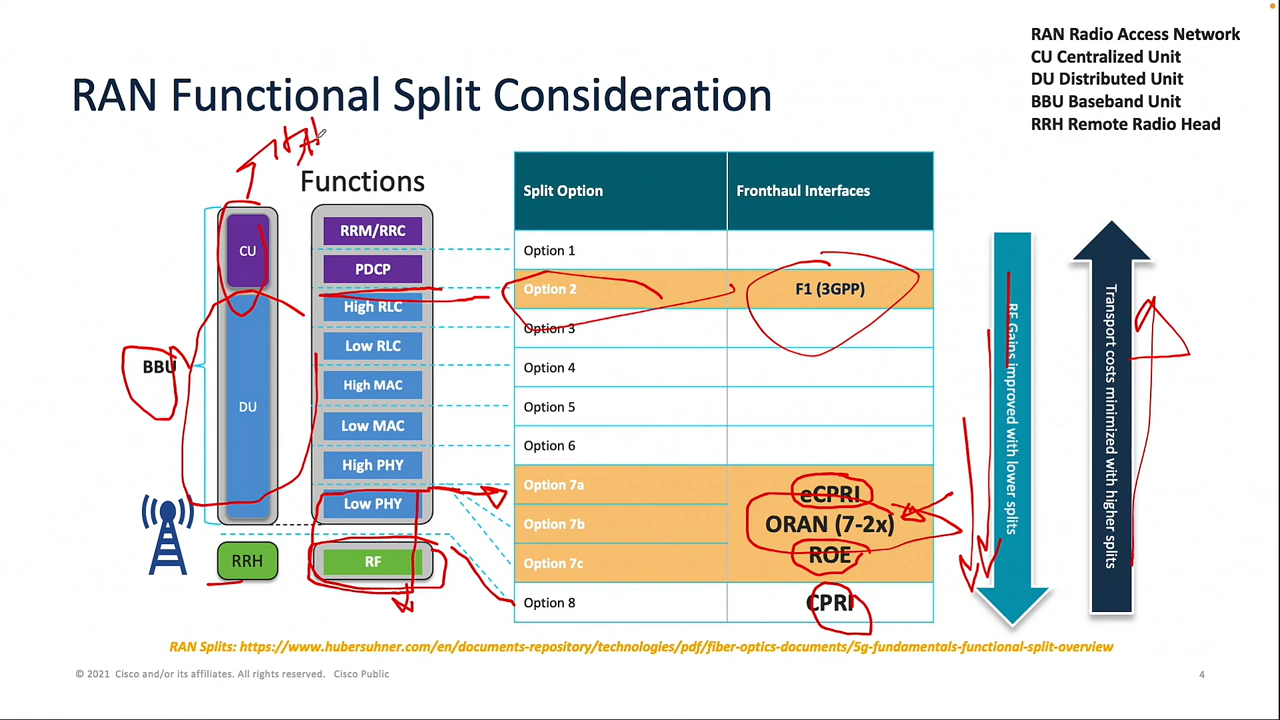 RAN Radio Access Network
CU Centralized Unit
DU Distributed Unit
BBU Baseband Unit
RRH Remote Radio Head
RAN Functional Split Consideration
Functions
CU
DU
BBU
RRH
RRM/RRC
PDCP
High RLC
Low RLC
High MAC
Low MAC
High PHY
Low PHY
RF
Split Option
Fronthaul Interfaces
Option 1
Option 2
F1 (3GPP)
Option 3
Option 4
Option 5
Option 6
Option 7a
eCPRI
Option 7b
ORAN (7-2x)
Option 7c
ROE
Option 8
CPRI
RF Gains improved with lower splits
Transport costs minimized with higher splits
RAN Splits: https://www.hubersuhner.com/en/documents-repository/technologies/pdf/fiber-optics-documents/5g-fundamentals-functional-split-overview
© 2021 Cisco and/or its affiliates. All rights reserved. Cisco Public
4